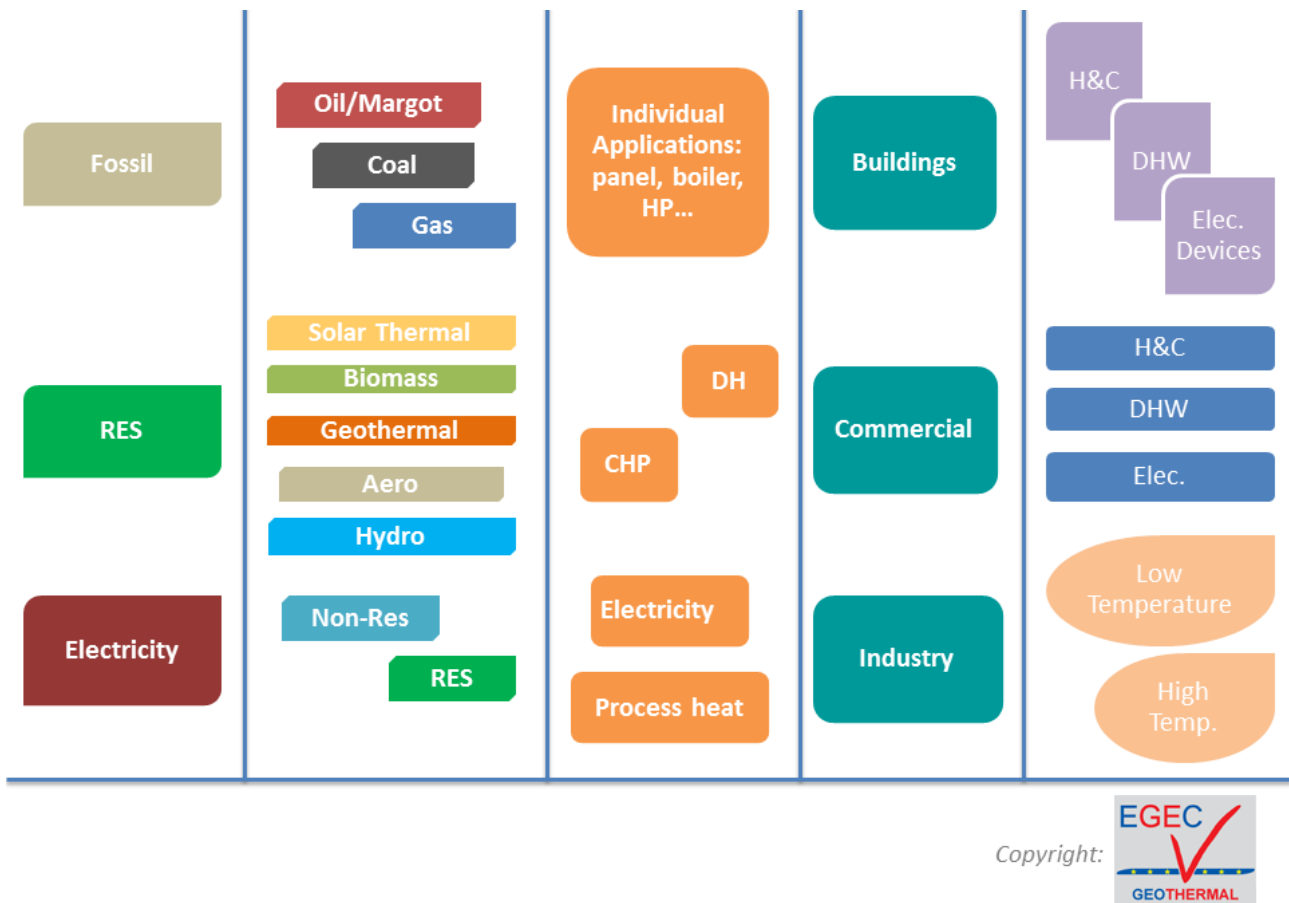 Fossil
RES
Electricity
Oil/Margot
Coal
Gas
Solar Thermal
Biomass
Geothermal
Aero
Hydro
Non-Res
RES
Individual
Applications:
panel, boiler,
HP...
DH
CHP
Electricity
Process heat
Buildings
Commercial
Industry
H&C
DHW
Elec.
Devices
H&C
DHW
Elec.
Low
Temperature
High
Temp.
Copyright:
EGEC
GEOTHERMAL